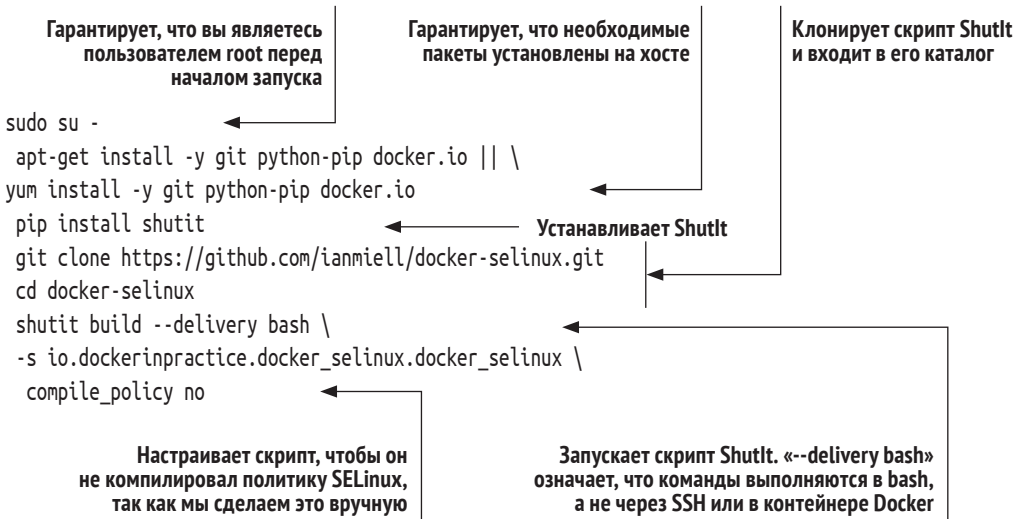 Гарантирует, что вы являетесь
пользователем root перед
началом запуска
Гарантирует, что необходимые
пакеты установлены на хосте
Клонирует скрипт ShutIt
и входит в его каталог
sudo su -
apt-get install -y git python-pip docker.io || \
yum install -y git python-pip docker.io
pip install shutit
Устанавливает ShutIt
git clone https://github.com/ianmiell/docker-selinux.git
cd docker-selinux
shutit build --delivery bash \
-s io.dockerinpractice.docker_selinux.docker_selinux \
compile_policy no
Настраивает скрипт, чтобы он
не компилировал политику SELinux,
так как мы сделаем это вручную
Запускает скрипт ShutIt. «--delivery bash»
означает, что команды выполняются в bash,
а не через SSH или в контейнере Docker